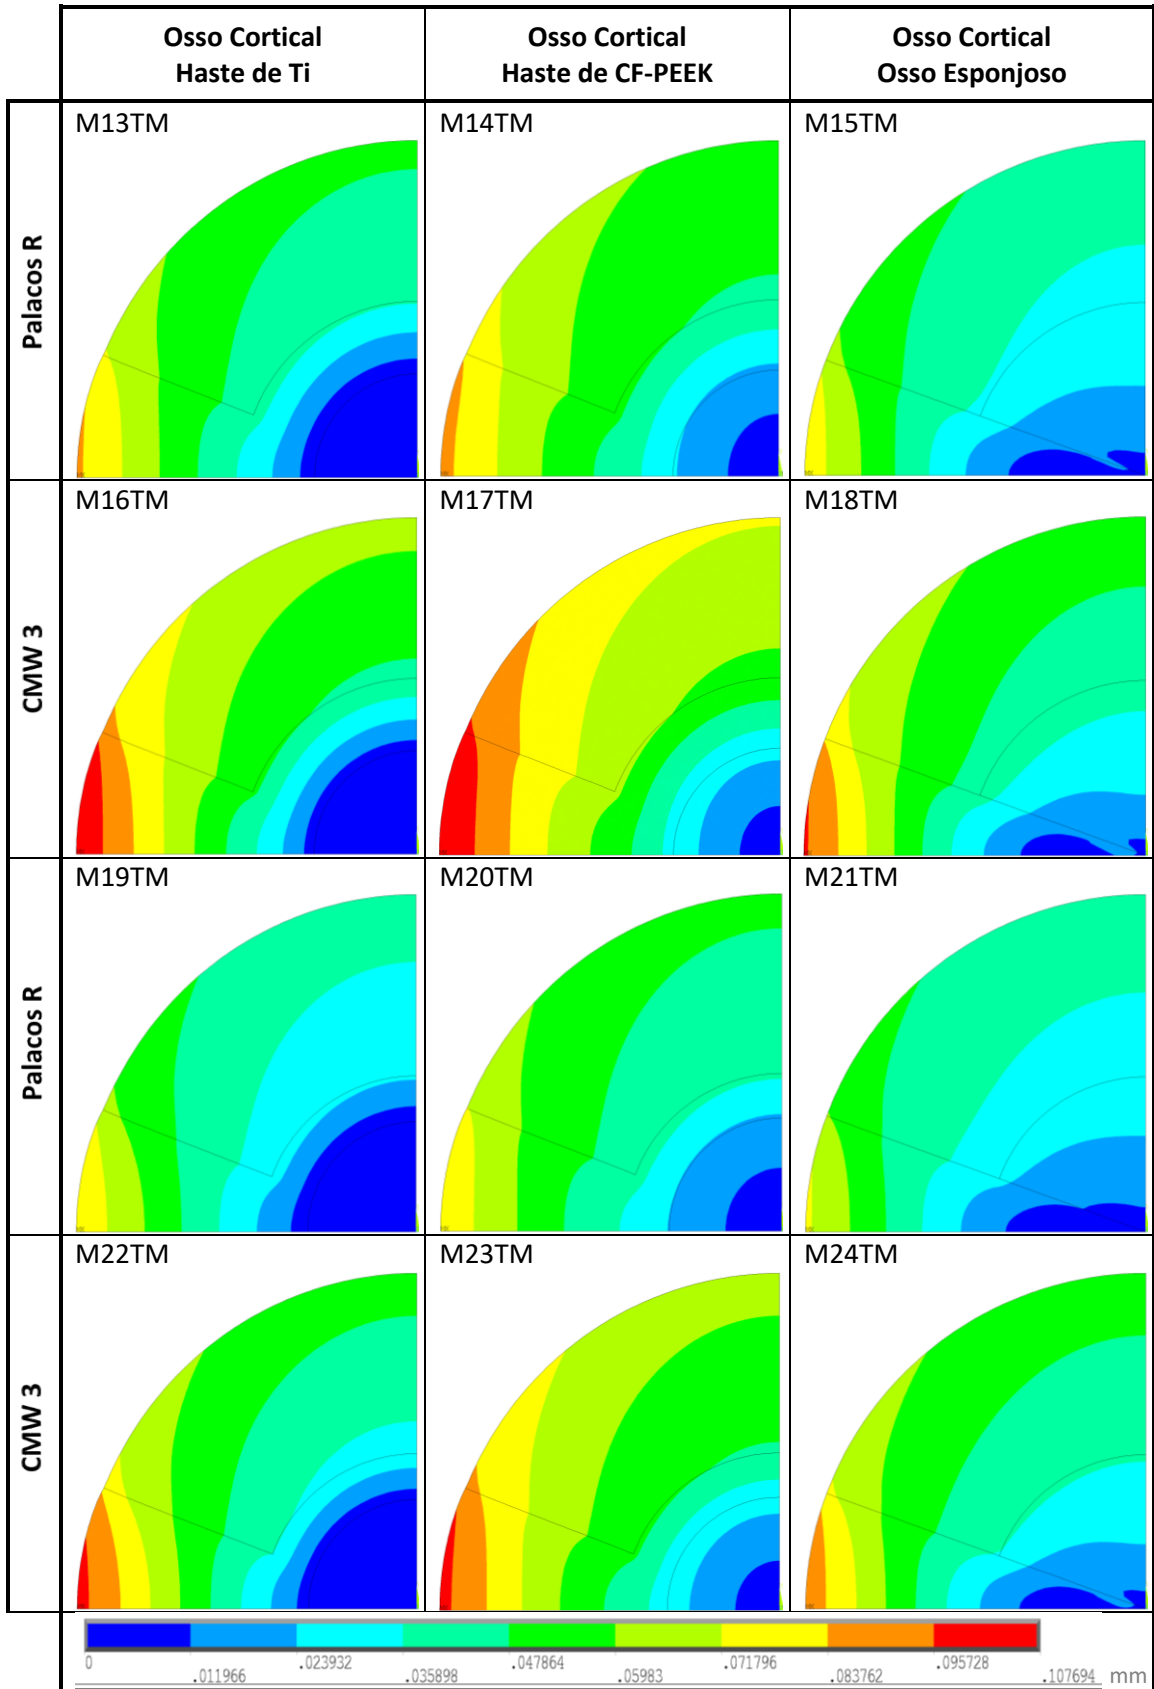 Osso Cortical
Haste de Ti
Osso Cortical
Haste de CF-PEEK
Osso Cortical
Osso Esponjoso
Palacos R
M13TM
M14TM
M15TM
CMW 3
M16TM
M17TM
M18TM
Palacos R
M19TM
M20TM
M21TM
CMW 3
M22TM
M23TM
M24TM
0
.011966
.023932
.035898
.047864
.05983
.071796
.083762
.095728
.107694
mm